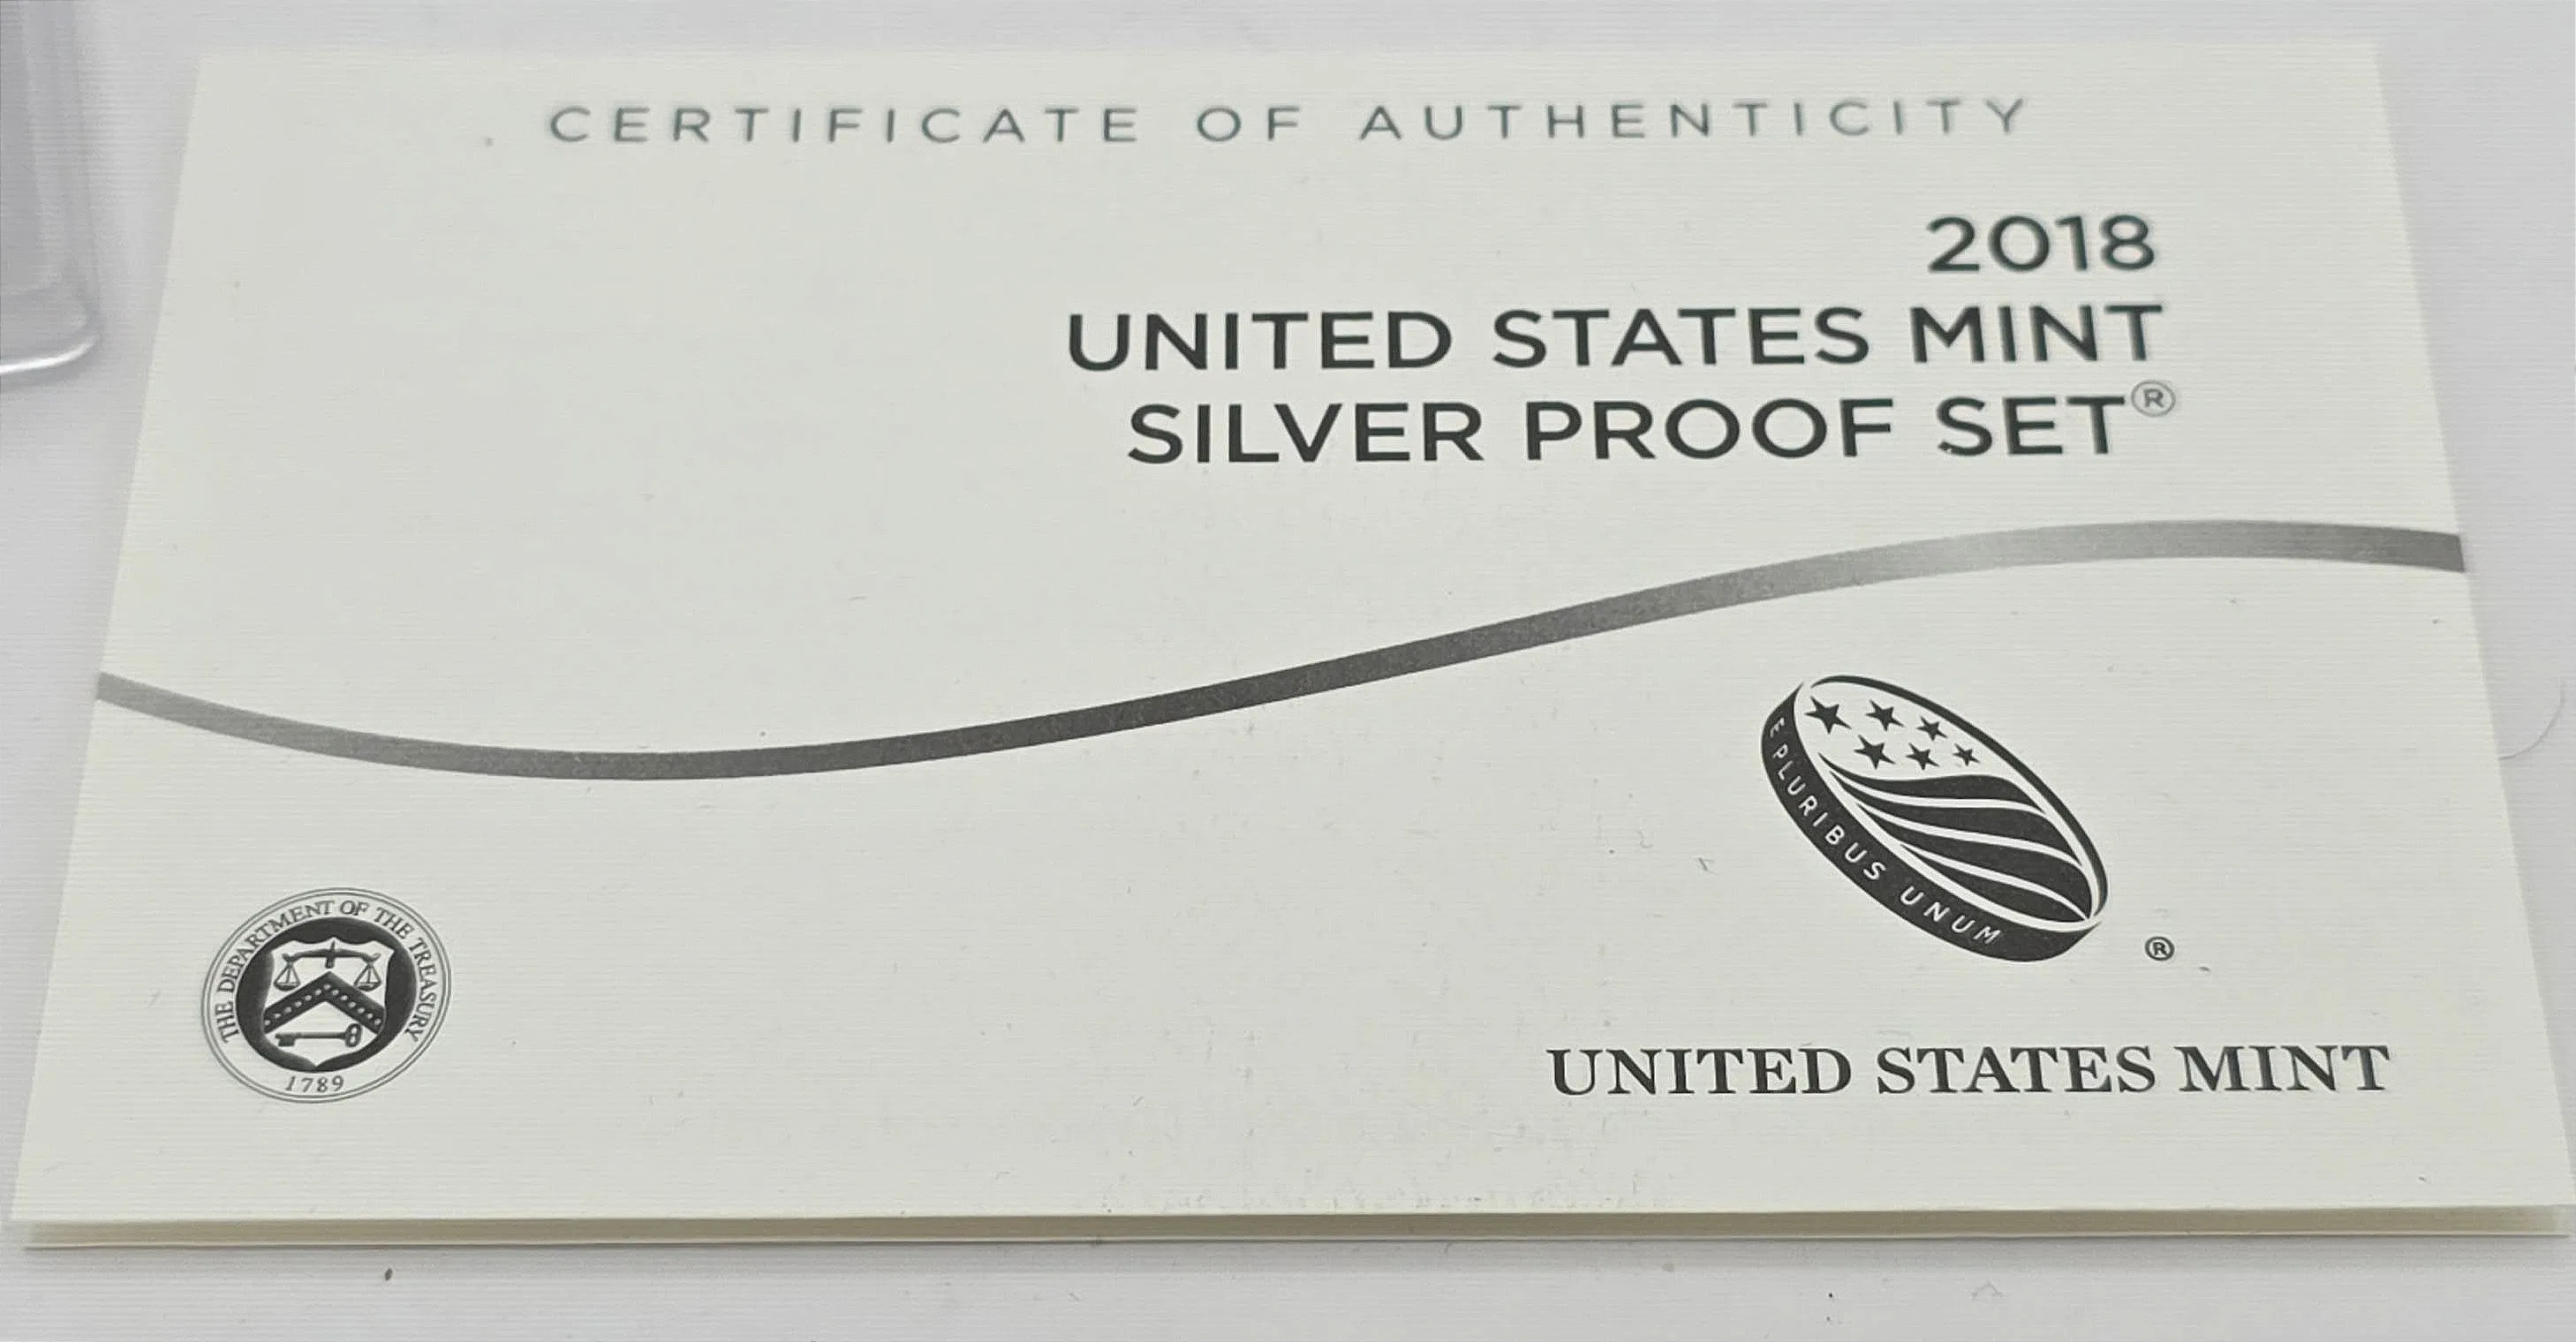 CERTIFICATE OF AUTHENTICITY
2018
UNITED STATES MINT
SILVER PROOF SET®
E PLURIBUS UNUM
®
THE DEPARTMENT OF THE TREASURY
1789
UNITED STATES MINT